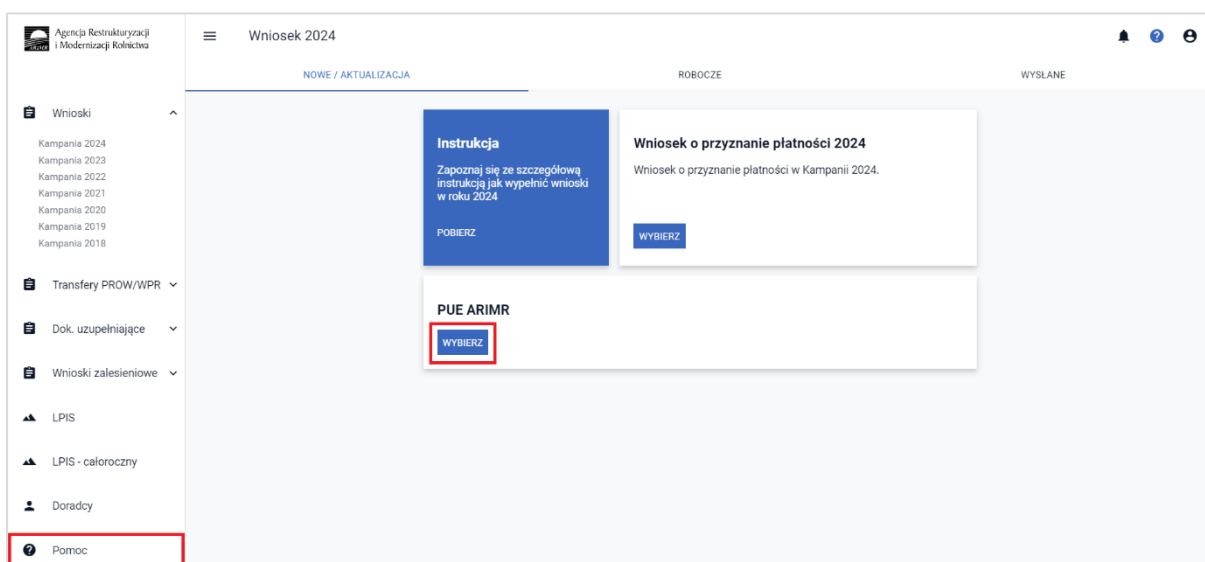 Agencja Restrukturyzacji
i Modernizacji Rolnictwa
Wniosek 2024
NOWE / AKTUALIZACJA
ROBOCZE
WYSŁANE
Wnioski
Kampania 2024
Kampania 2023
Kampania 2022
Kampania 2021
Kampania 2020
Kampania 2019
Kampania 2018
Transfery PROW/WPR
Dok. uzupełniające
Wnioski zalesieniowe
LPIS
LPIS - całoroczny
Doradcy
Pomoc
Instrukcja
Zapoznaj się ze szczegółową
instrukcją jak wypełnić wnioski
w roku 2024
POBIERZ
Wniosek o przyznanie płatności 2024
Wniosek o przyznanie płatności w Kampanii 2024.
WYBIERZ
PUE ARIMR
WYBIERZ